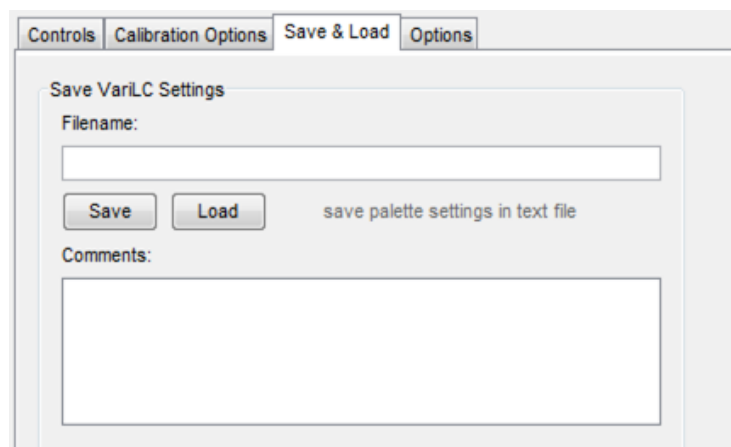 Controls Calibration Options Save & Load Options
Save VariLC Settings
Filename:
Save Load save palette settings in text file
Comments: